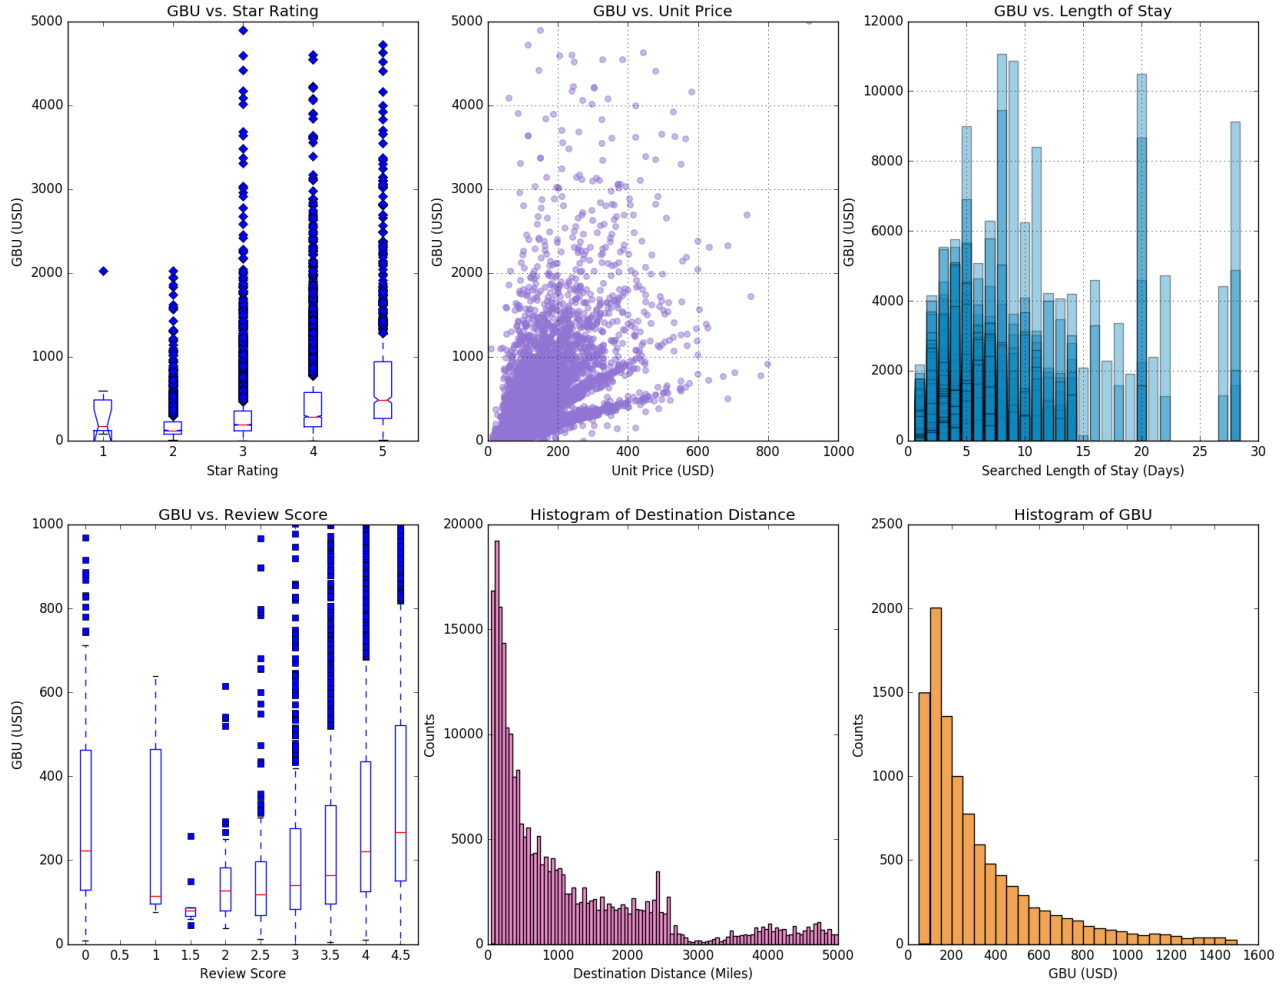 GBU vs. Star Rating
5000
4000
3000
2000
1000
0
GBU (USD)
1 2 3 4 5
Star Rating
GBU vs. Unit Price
5000
4000
3000
2000
1000
0
GBU (USD)
0 200 400 600 800 1000
Unit Price (USD)
GBU vs. Length of Stay
12000
10000
8000
6000
4000
2000
0
GBU (USD)
0 5 10 15 20 25 30
Searched Length of Stay (Days)
GBU vs. Review Score
1000
800
600
400
200
0
GBU (USD)
0 0.5 1 1.5 2 2.5 3 3.5 4 4.5
Review Score
Histogram of Destination Distance
20000
15000
10000
5000
0
Counts
0 1000 2000 3000 4000 5000
Destination Distance (Miles)
Histogram of GBU
2500
2000
1500
1000
500
0
Counts
0 200 400 600 800 1000 1200 1400 1600
GBU (USD)